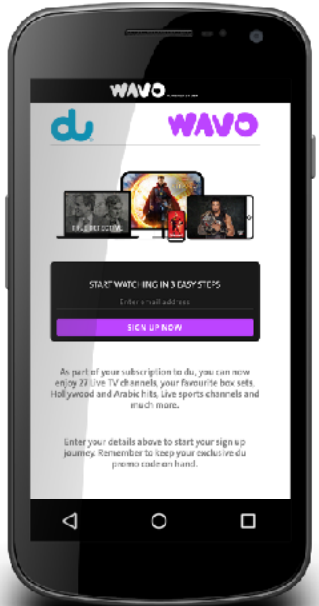 WAVO
du WAVO
TRUE DETECTIVE
START WATCHING IN 3 EASY STEPS
Enter email address
SIGN UP NOW
As part of your subscription to du, you can now
enjoy 27 Live TV channels, your favourite box sets,
Hollywood and Arabic hits, Live sports channels and
much more.
Enter your details above to start your sign up
journey. Remember to keep your exclusive du
promo code on hand.